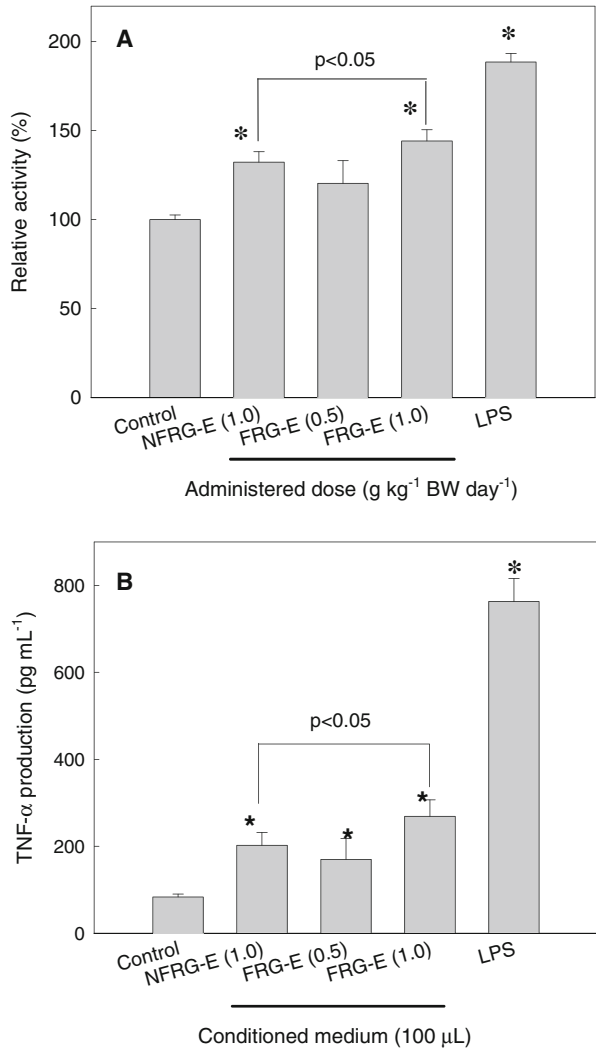 A
Relative activity (%)
200
150
100
50
0
*
*
*
p<0.05
Control
NFRG-E (1.0)
FRG-E (0.5)
FRG-E (1.0)
LPS
Administered dose (g kg⁻¹ BW day⁻¹)
B
TNF-α production (pg mL⁻¹)
800
600
400
200
0
*
*
*
*
p<0.05
Control
NFRG-E (1.0)
FRG-E (0.5)
FRG-E (1.0)
LPS
Conditioned medium (100 μL)